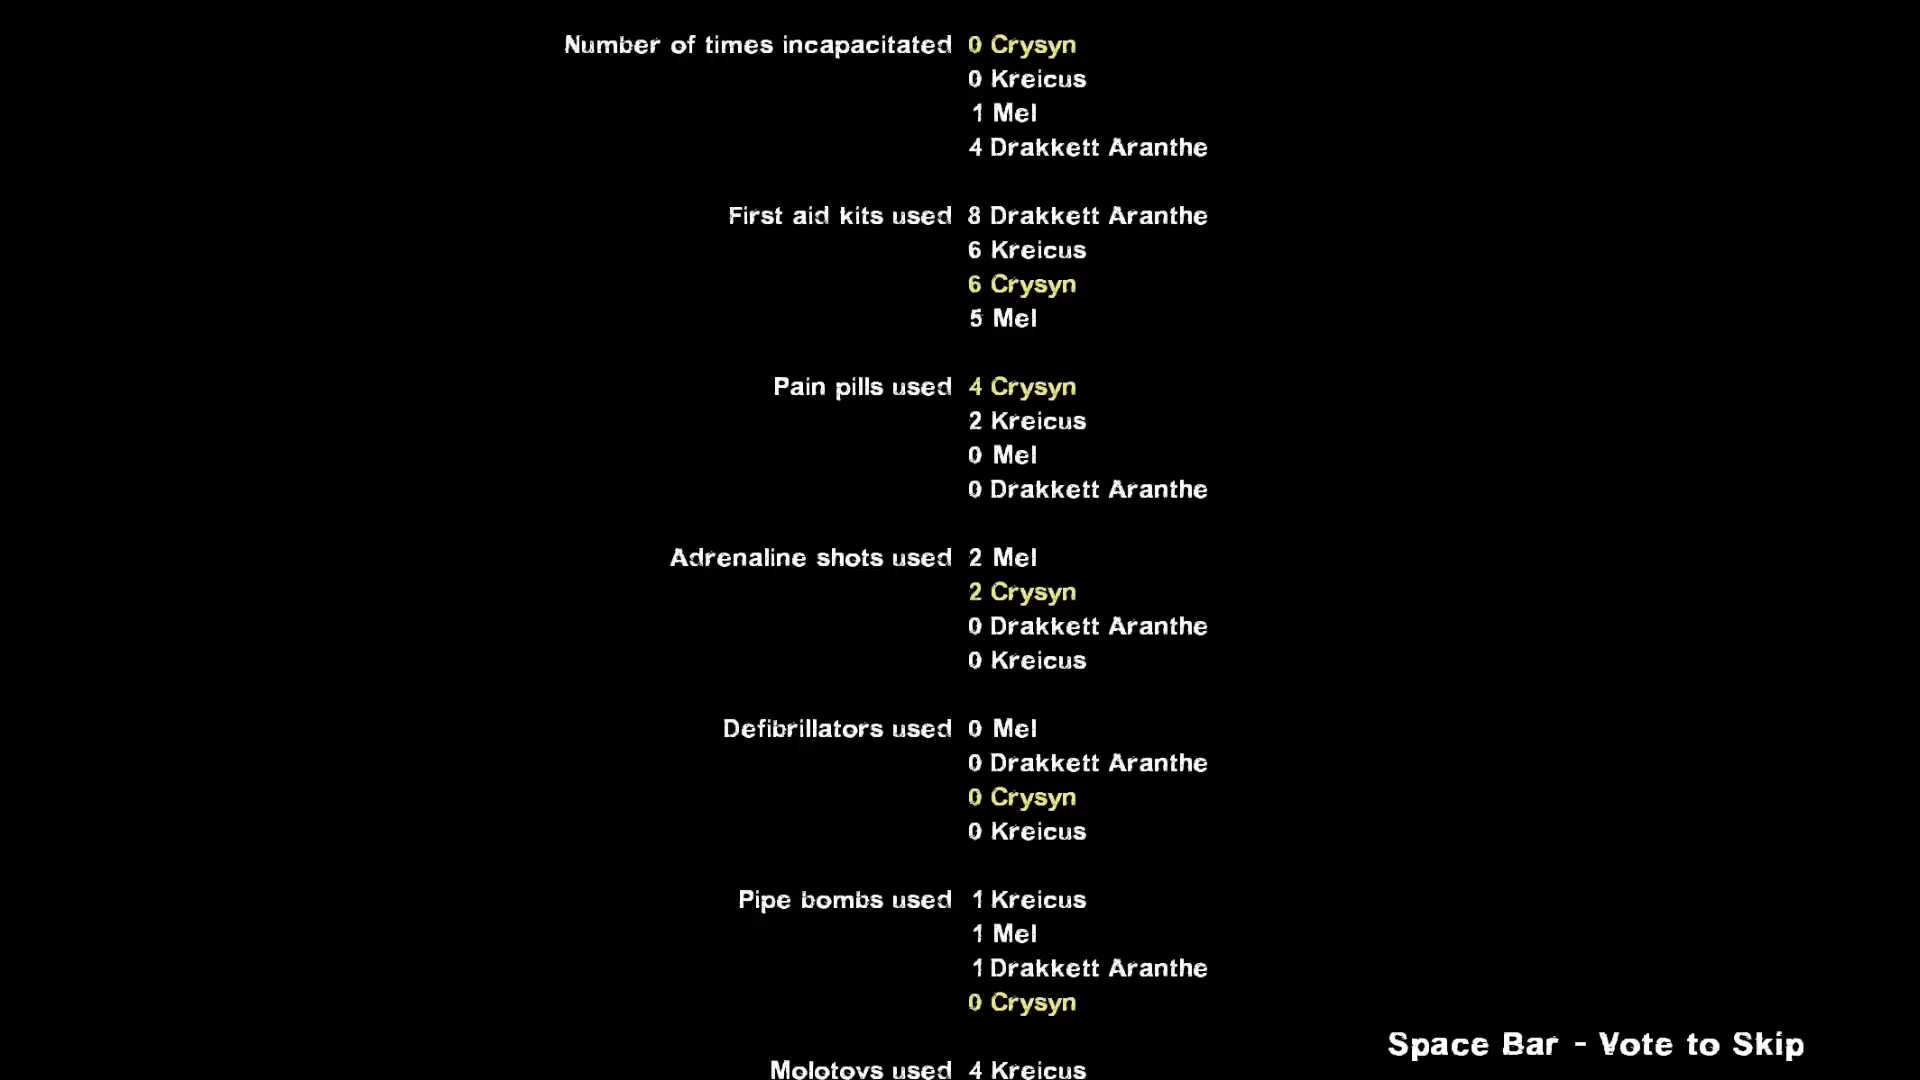 Number of times incapacitated 0 Crysyn
0 Kreicus
1 Mel
4 Drakkett Aranthe
First aid kits used 8 Drakkett Aranthe
6 Kreicus
6 Crysyn
5 Mel
Pain pills used 4 Crysyn
2 Kreicus
0 Mel
0 Drakkett Aranthe
Adrenaline shots used 2 Mel
2 Crysyn
0 Drakkett Aranthe
0 Kreicus
Defibrillators used 0 Mel
0 Drakkett Aranthe
0 Crysyn
0 Kreicus
Pipe bombs used 1 Kreicus
1 Mel
1 Drakkett Aranthe
0 Crysyn
Space Bar - Vote to Skip
Molotovs used 4 Kreicus